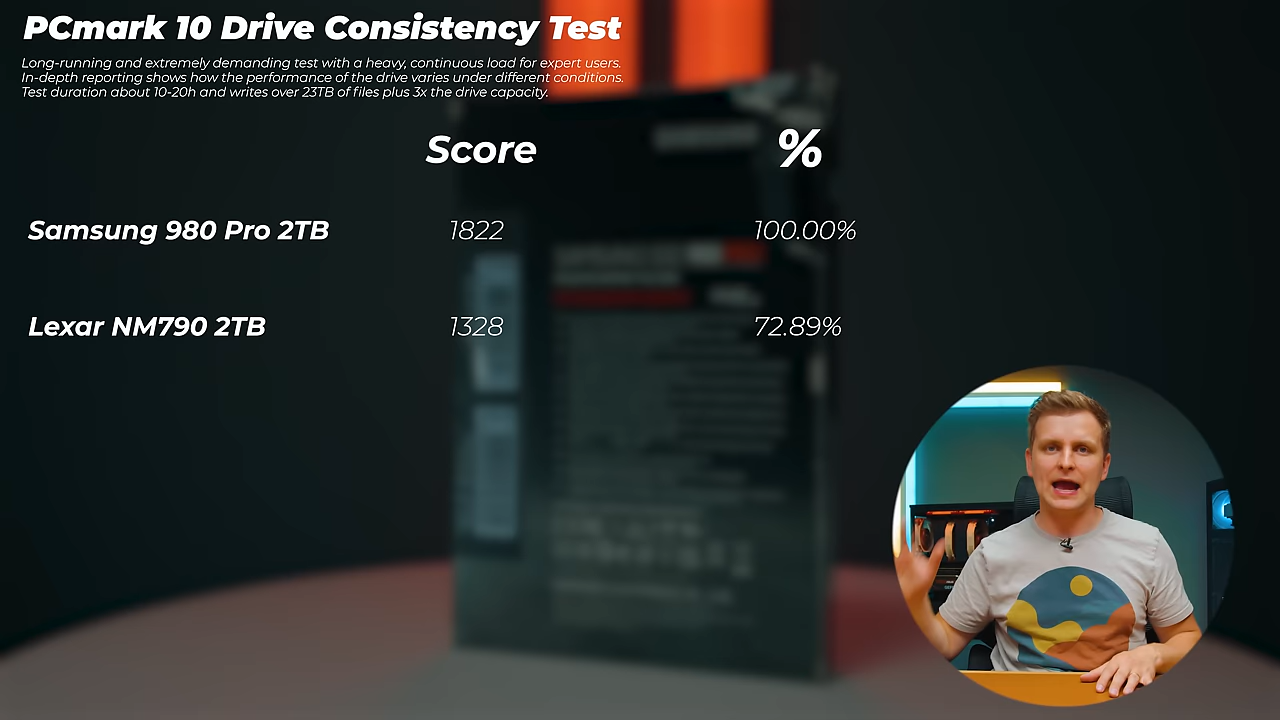 PCmark 10 Drive Consistency Test
Long-running and extremely demanding test with a heavy, continuous load for expert users.
In-depth reporting shows how the performance of the drive varies under different conditions.
Test duration about 10-20h and writes over 23TB of files plus 3x the drive capacity.
Score %
Samsung 980 Pro 2TB 1822 100.00%
Lexar NM790 2TB 1328 72.89%